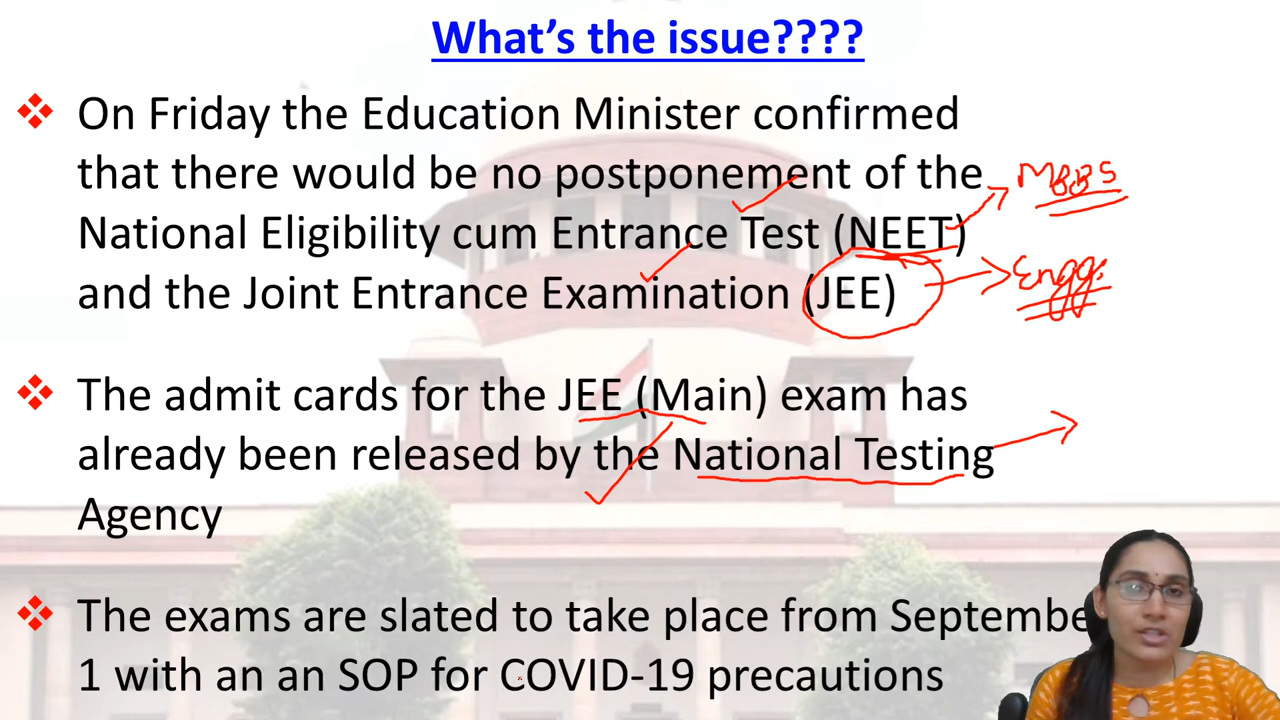 What's the issue????
❖ On Friday the Education Minister confirmed
that there would be no postponement of the
MBBS
National Eligibility cum Entrance Test (NEET)
Engg:
and the Joint Entrance Examination (JEE)
❖ The admit cards for the JEE (Main) exam has
already been released by the National Testing
Agency
❖ The exams are slated to take place from Septembe
1 with an an SOP for COVID-19 precautions